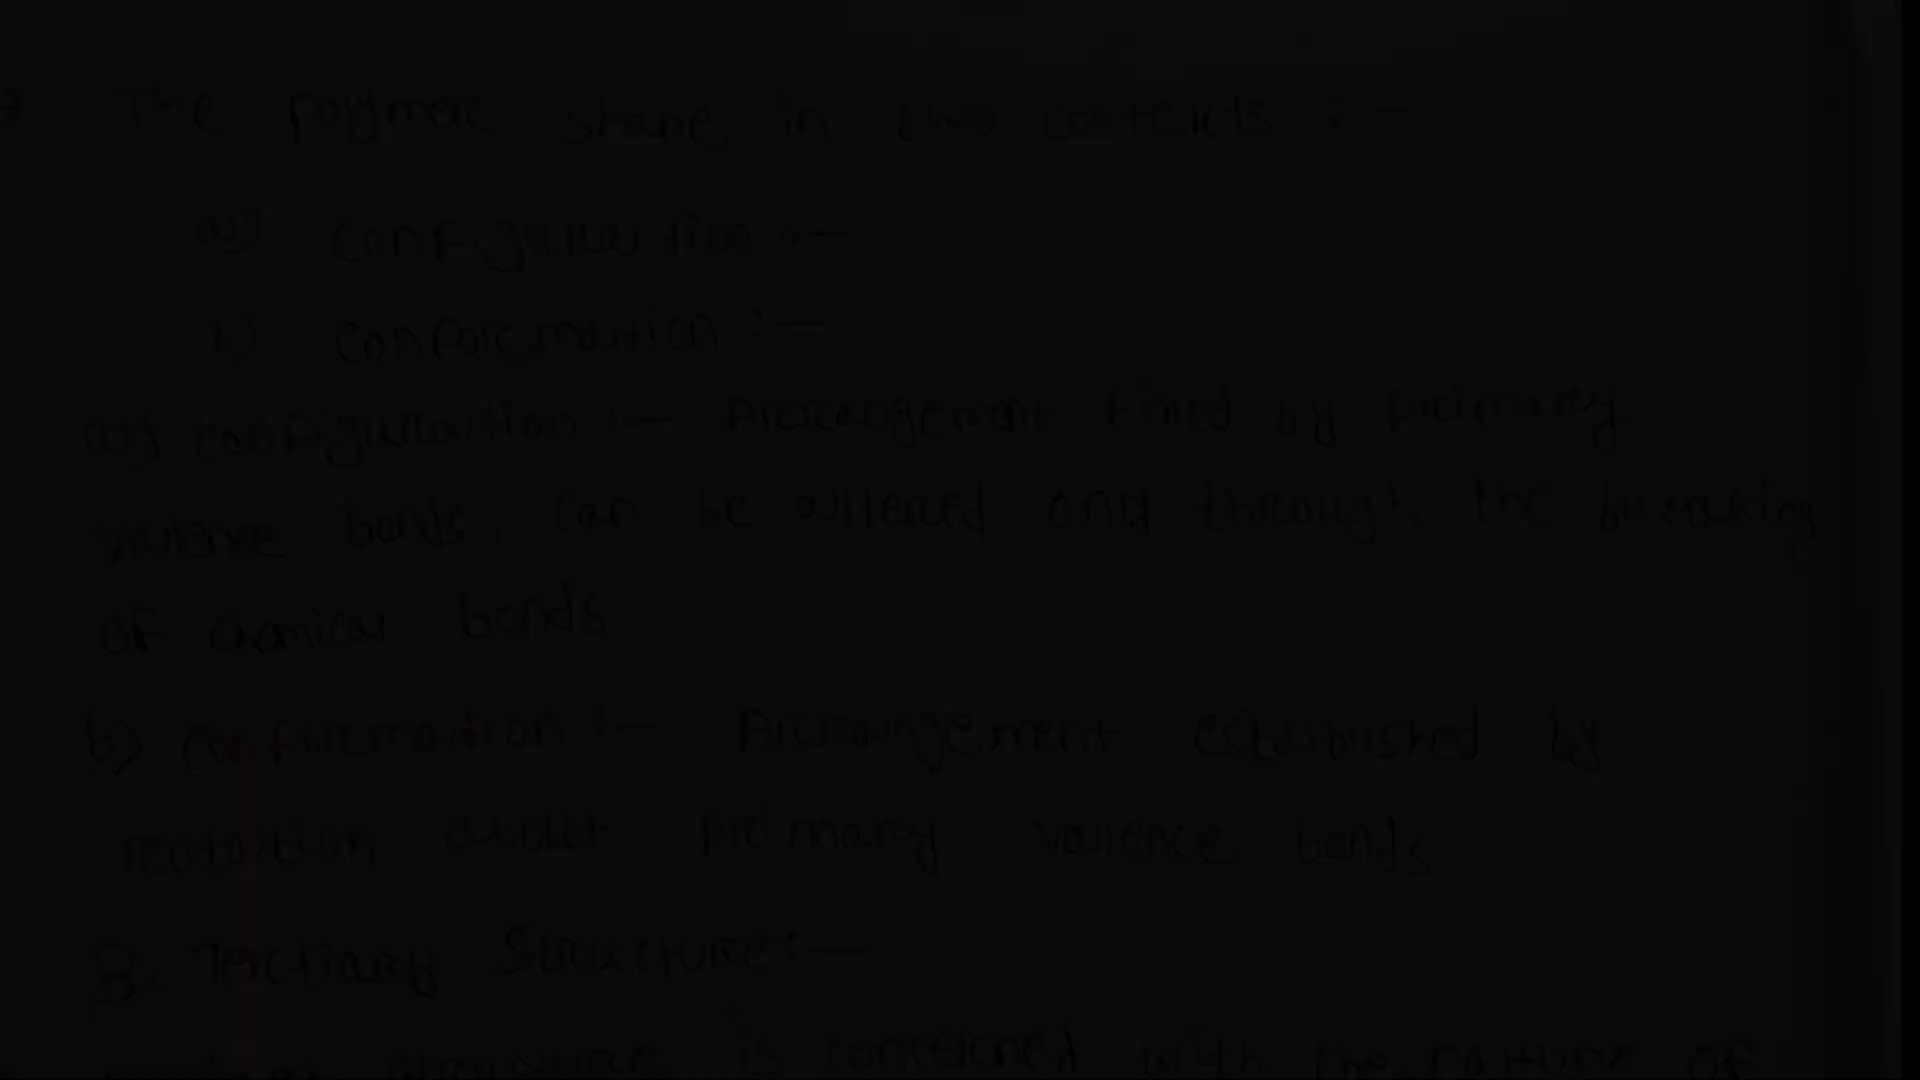 The polymer shape in two contexts :-
a) configuration :-
b) conformation :-
a) configuration :- Arrangement fixed by primary
valence bonds, can be altered only through the breaking
of chemical bonds
b) conformation :- Arrangement established by
rotation about primary valence bonds
3. Tertiary Structure :-
structure is concerned with the nature of